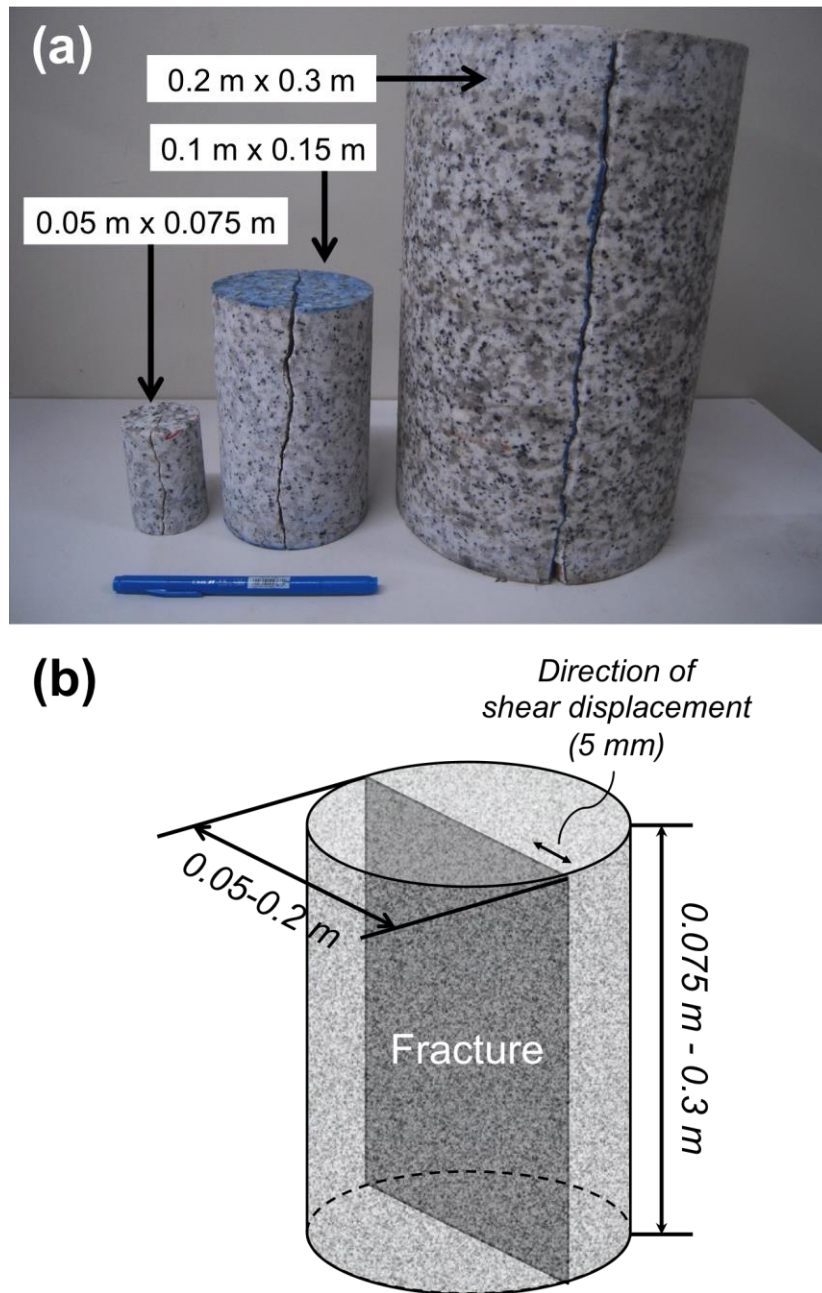 (a)
0.2 m x 0.3 m
0.1 m x 0.15 m
0.05 m x 0.075 m
(b)
Direction of
shear displacement
(5 mm)
0.05-0.2 m
0.075 m - 0.3 m
Fracture